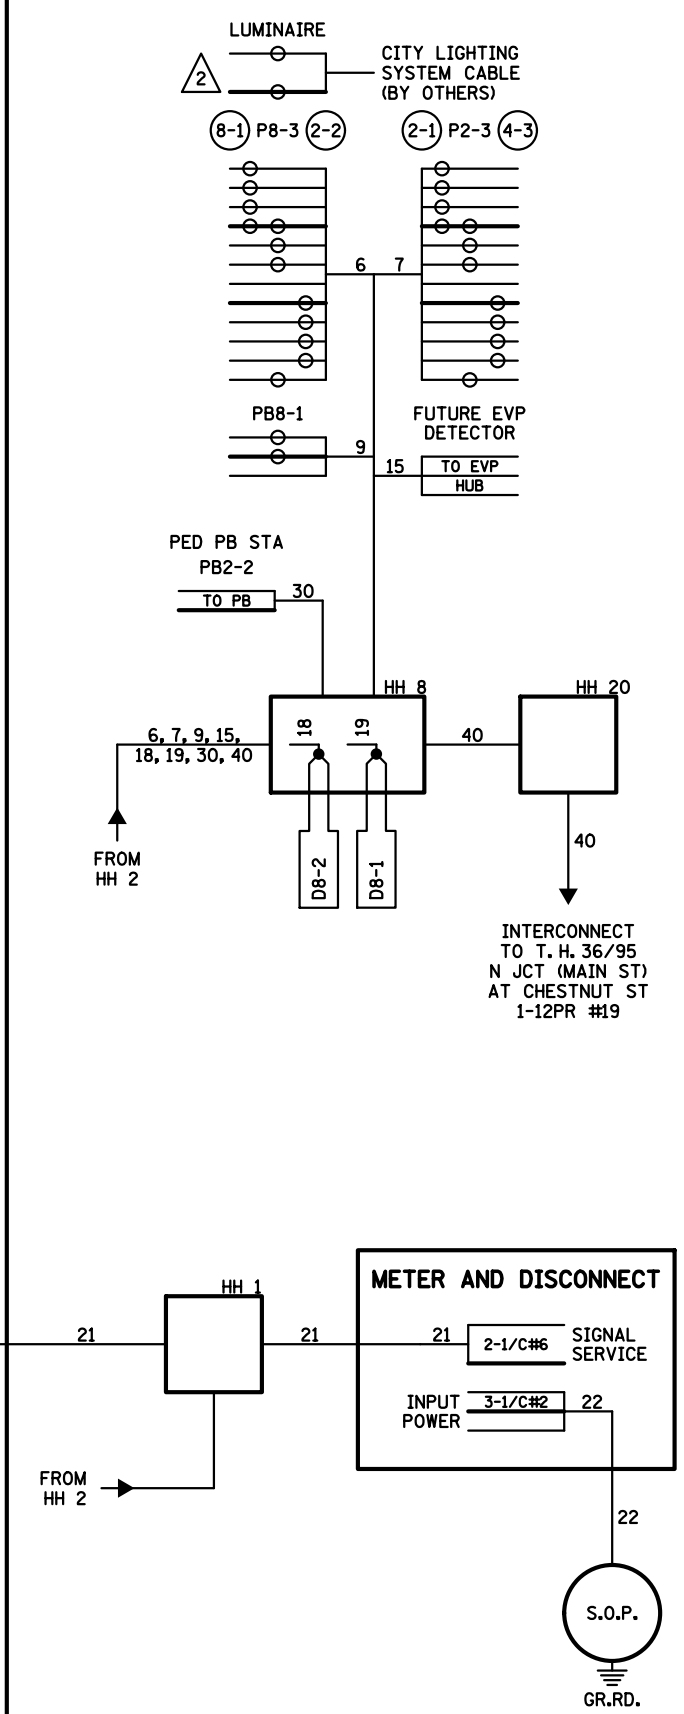 LUMINAIRE
2
CITY LIGHTING
SYSTEM CABLE
(BY OTHERS)
8-1 P8-3 2-2
2-1 P2-3 4-3
6 7
PB8-1
9
FUTURE EVP
DETECTOR
15
TO EVP
HUB
PED PB STA
PB2-2
TO PB
30
HH 8
18
19
6, 7, 9, 15,
18, 19, 30, 40
FROM
HH 2
D8-2
D8-1
40
HH 20
40
INTERCONNECT
TO T.H. 36/95
N JCT (MAIN ST)
AT CHESTNUT ST
1-12PR #19
METER AND DISCONNECT
HH 1
21
21
21
2-1/C#6
SIGNAL
SERVICE
INPUT
POWER
3-1/C#2
22
FROM
HH 2
22
S.O.P.
GR.RD.